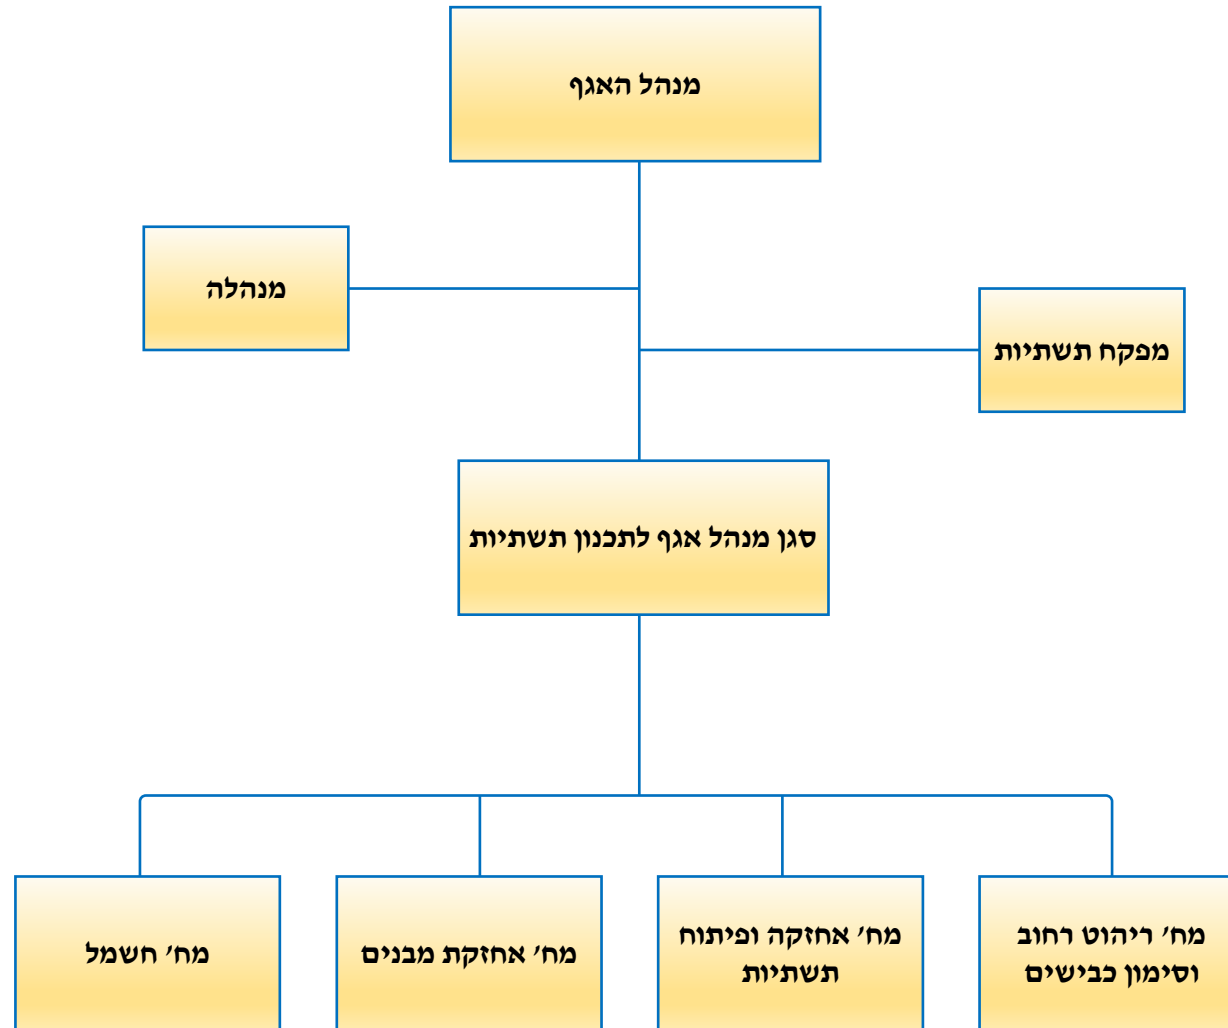 מנהל האגף
מנהלה
מפקח תשתיות
סגן מנהל אגף לתכנון תשתיות
מח' ריהוט רחוב
וסימון כבישים
מח' אחזקה ופיתוח
תשתיות
מח' אחזקת מבנים
מח' חשמל